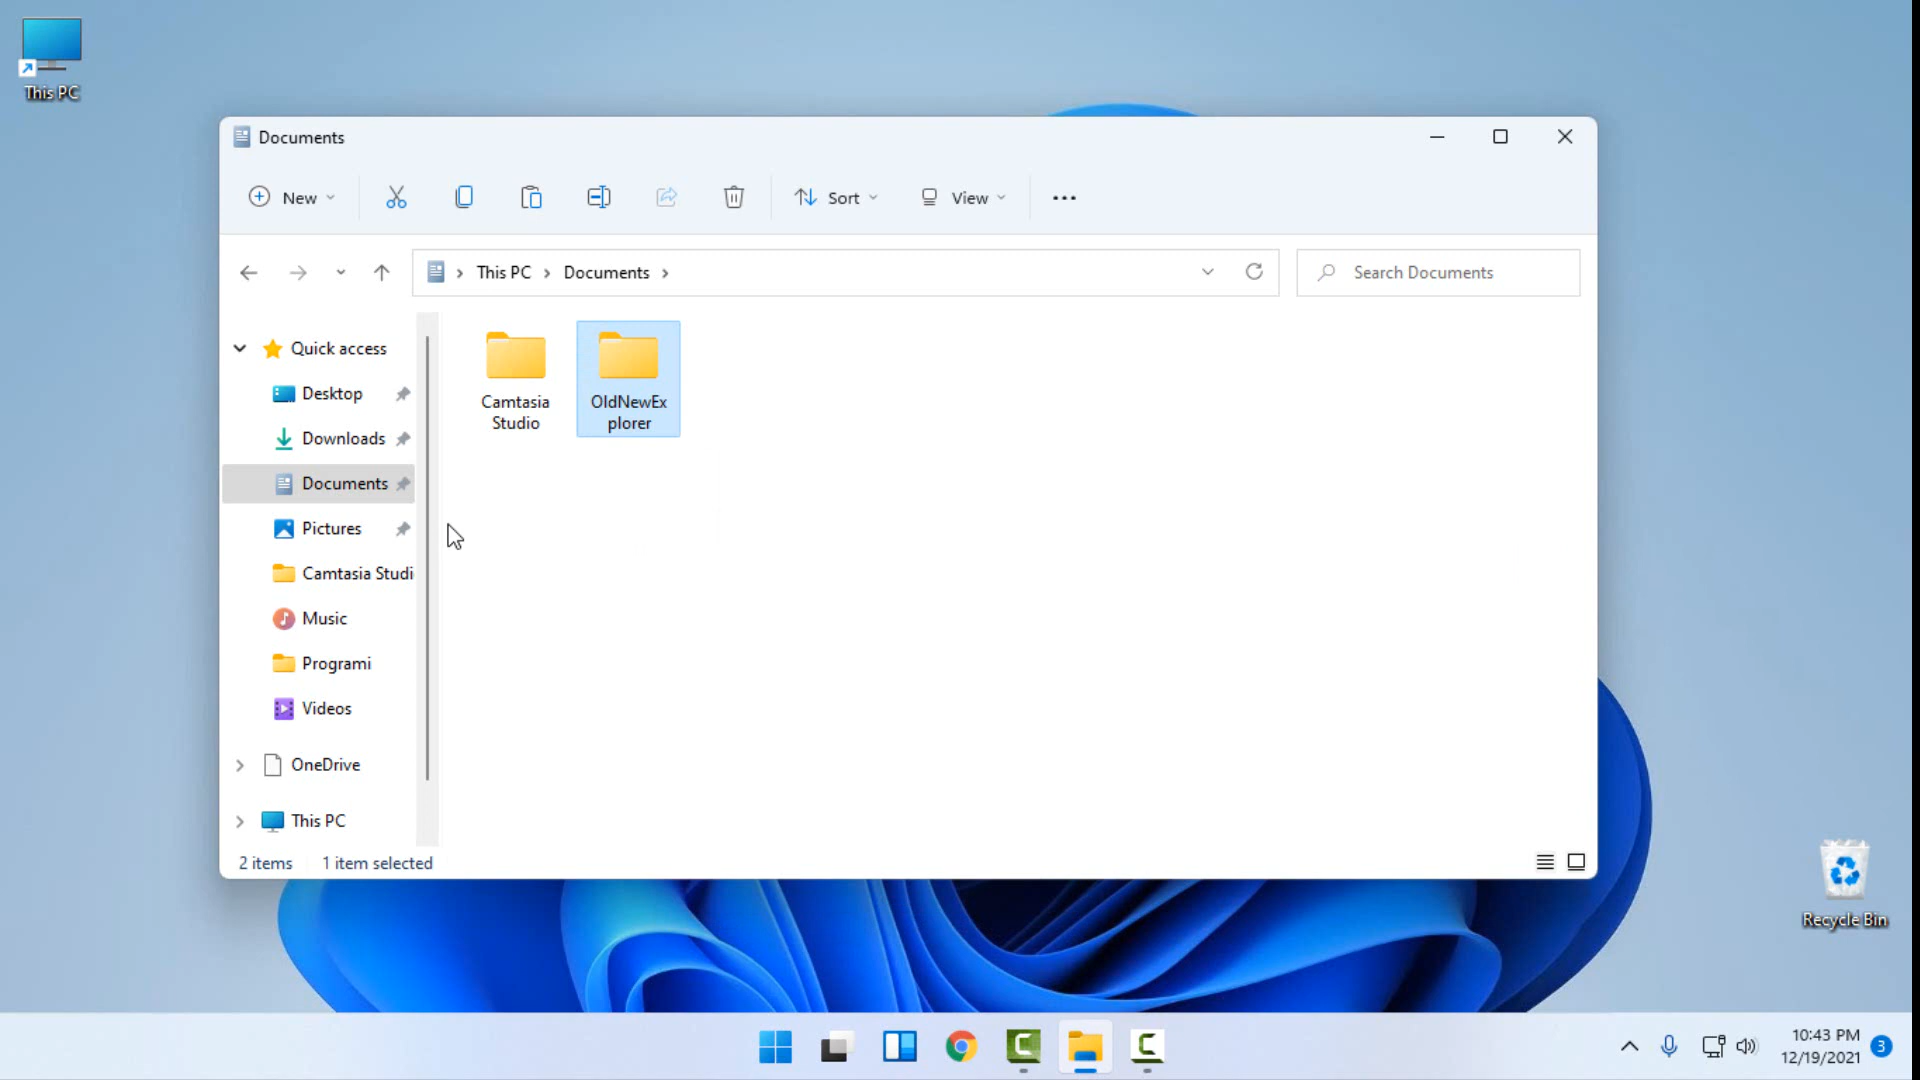 This PC
Documents
New
Sort
View
This PC
Documents
Search Documents
Quick access
Desktop
Downloads
Documents
Pictures
Camtasia Studi
Music
Programi
Videos
OneDrive
This PC
Camtasia
Studio
OldNewEx
plorer
2 items
1 item selected
Recycle Bin
10:43 PM
12/19/2021
3